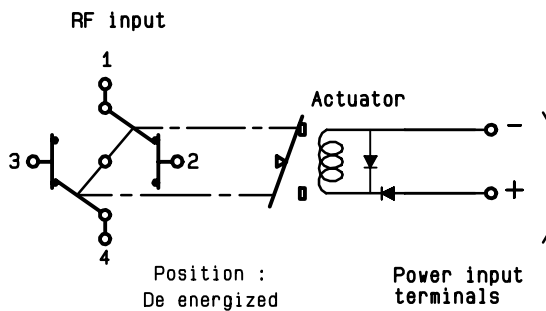 RF input
1
Actuator
-
3
2
+
4
Position :
De energized
Power input
terminals